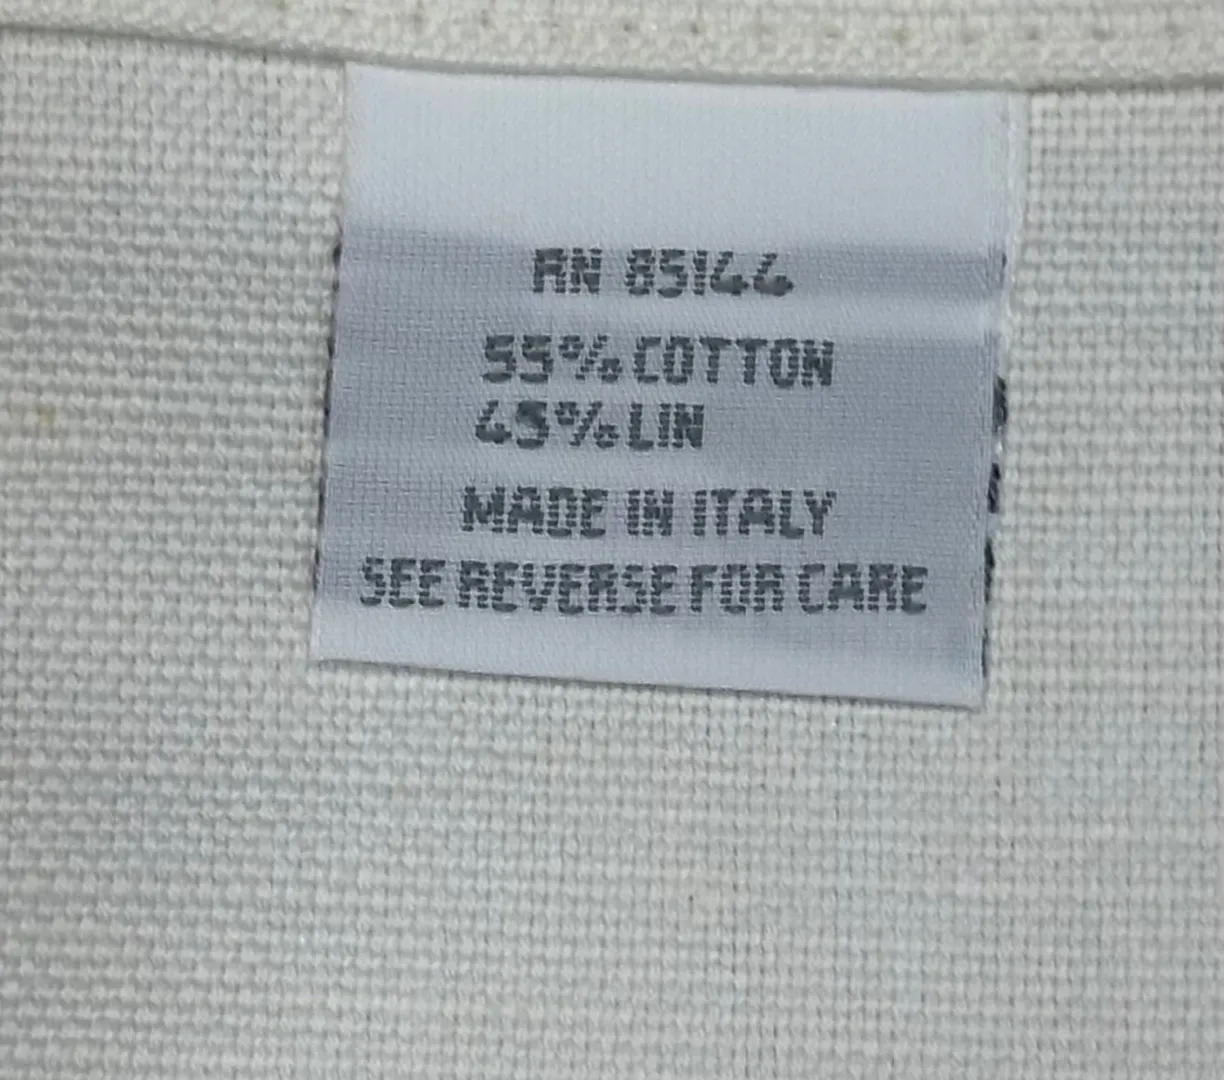 RN 85144
55% COTTON
45% LIN
MADE IN ITALY
SEE REVERSE FOR CARE